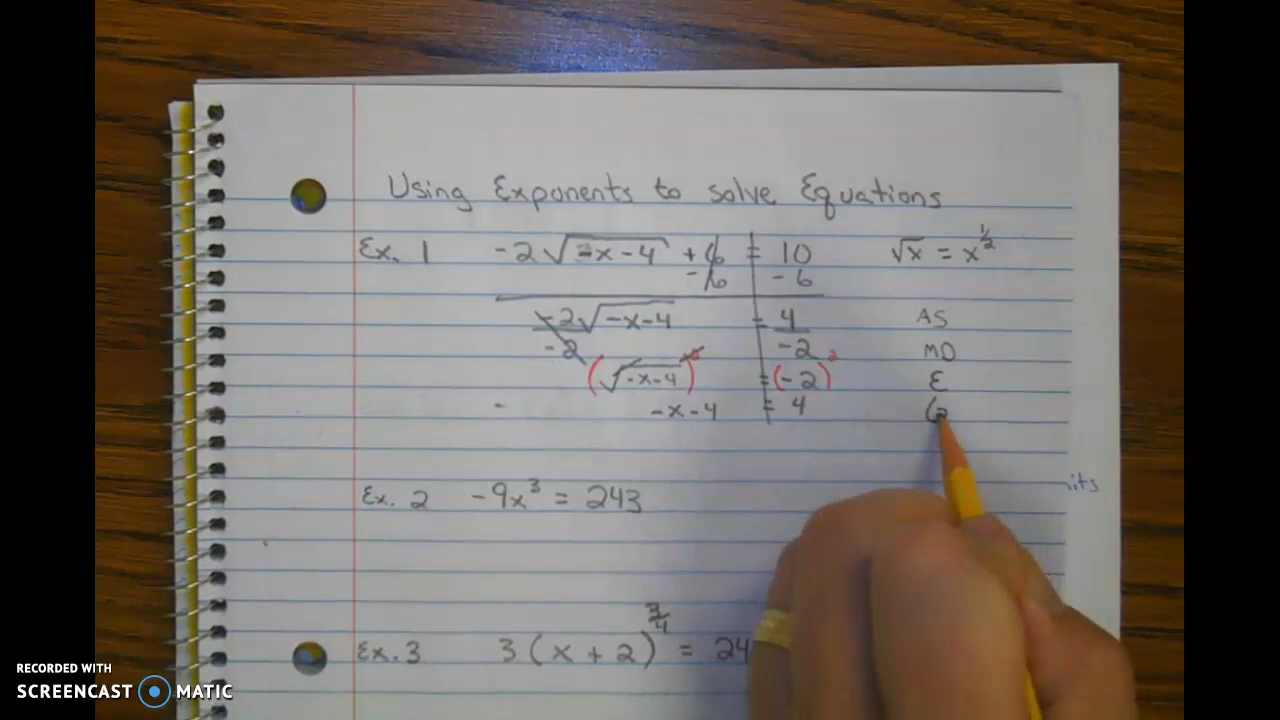 Using Exponents to solve Equations
Ex. 1 -2√(-x-4) + 6 = 10 √x = x^(1/2)
-6 - 6
-2√(-x-4) = 4 AS
-2 -2 MD
(√(-x-4))² = (-2)² E
-x-4 = 4
Ex. 2 -9x³ = 243
Ex. 3 3(x+2)^(3/4) = 24
RECORDED WITH
SCREENCAST MATIC